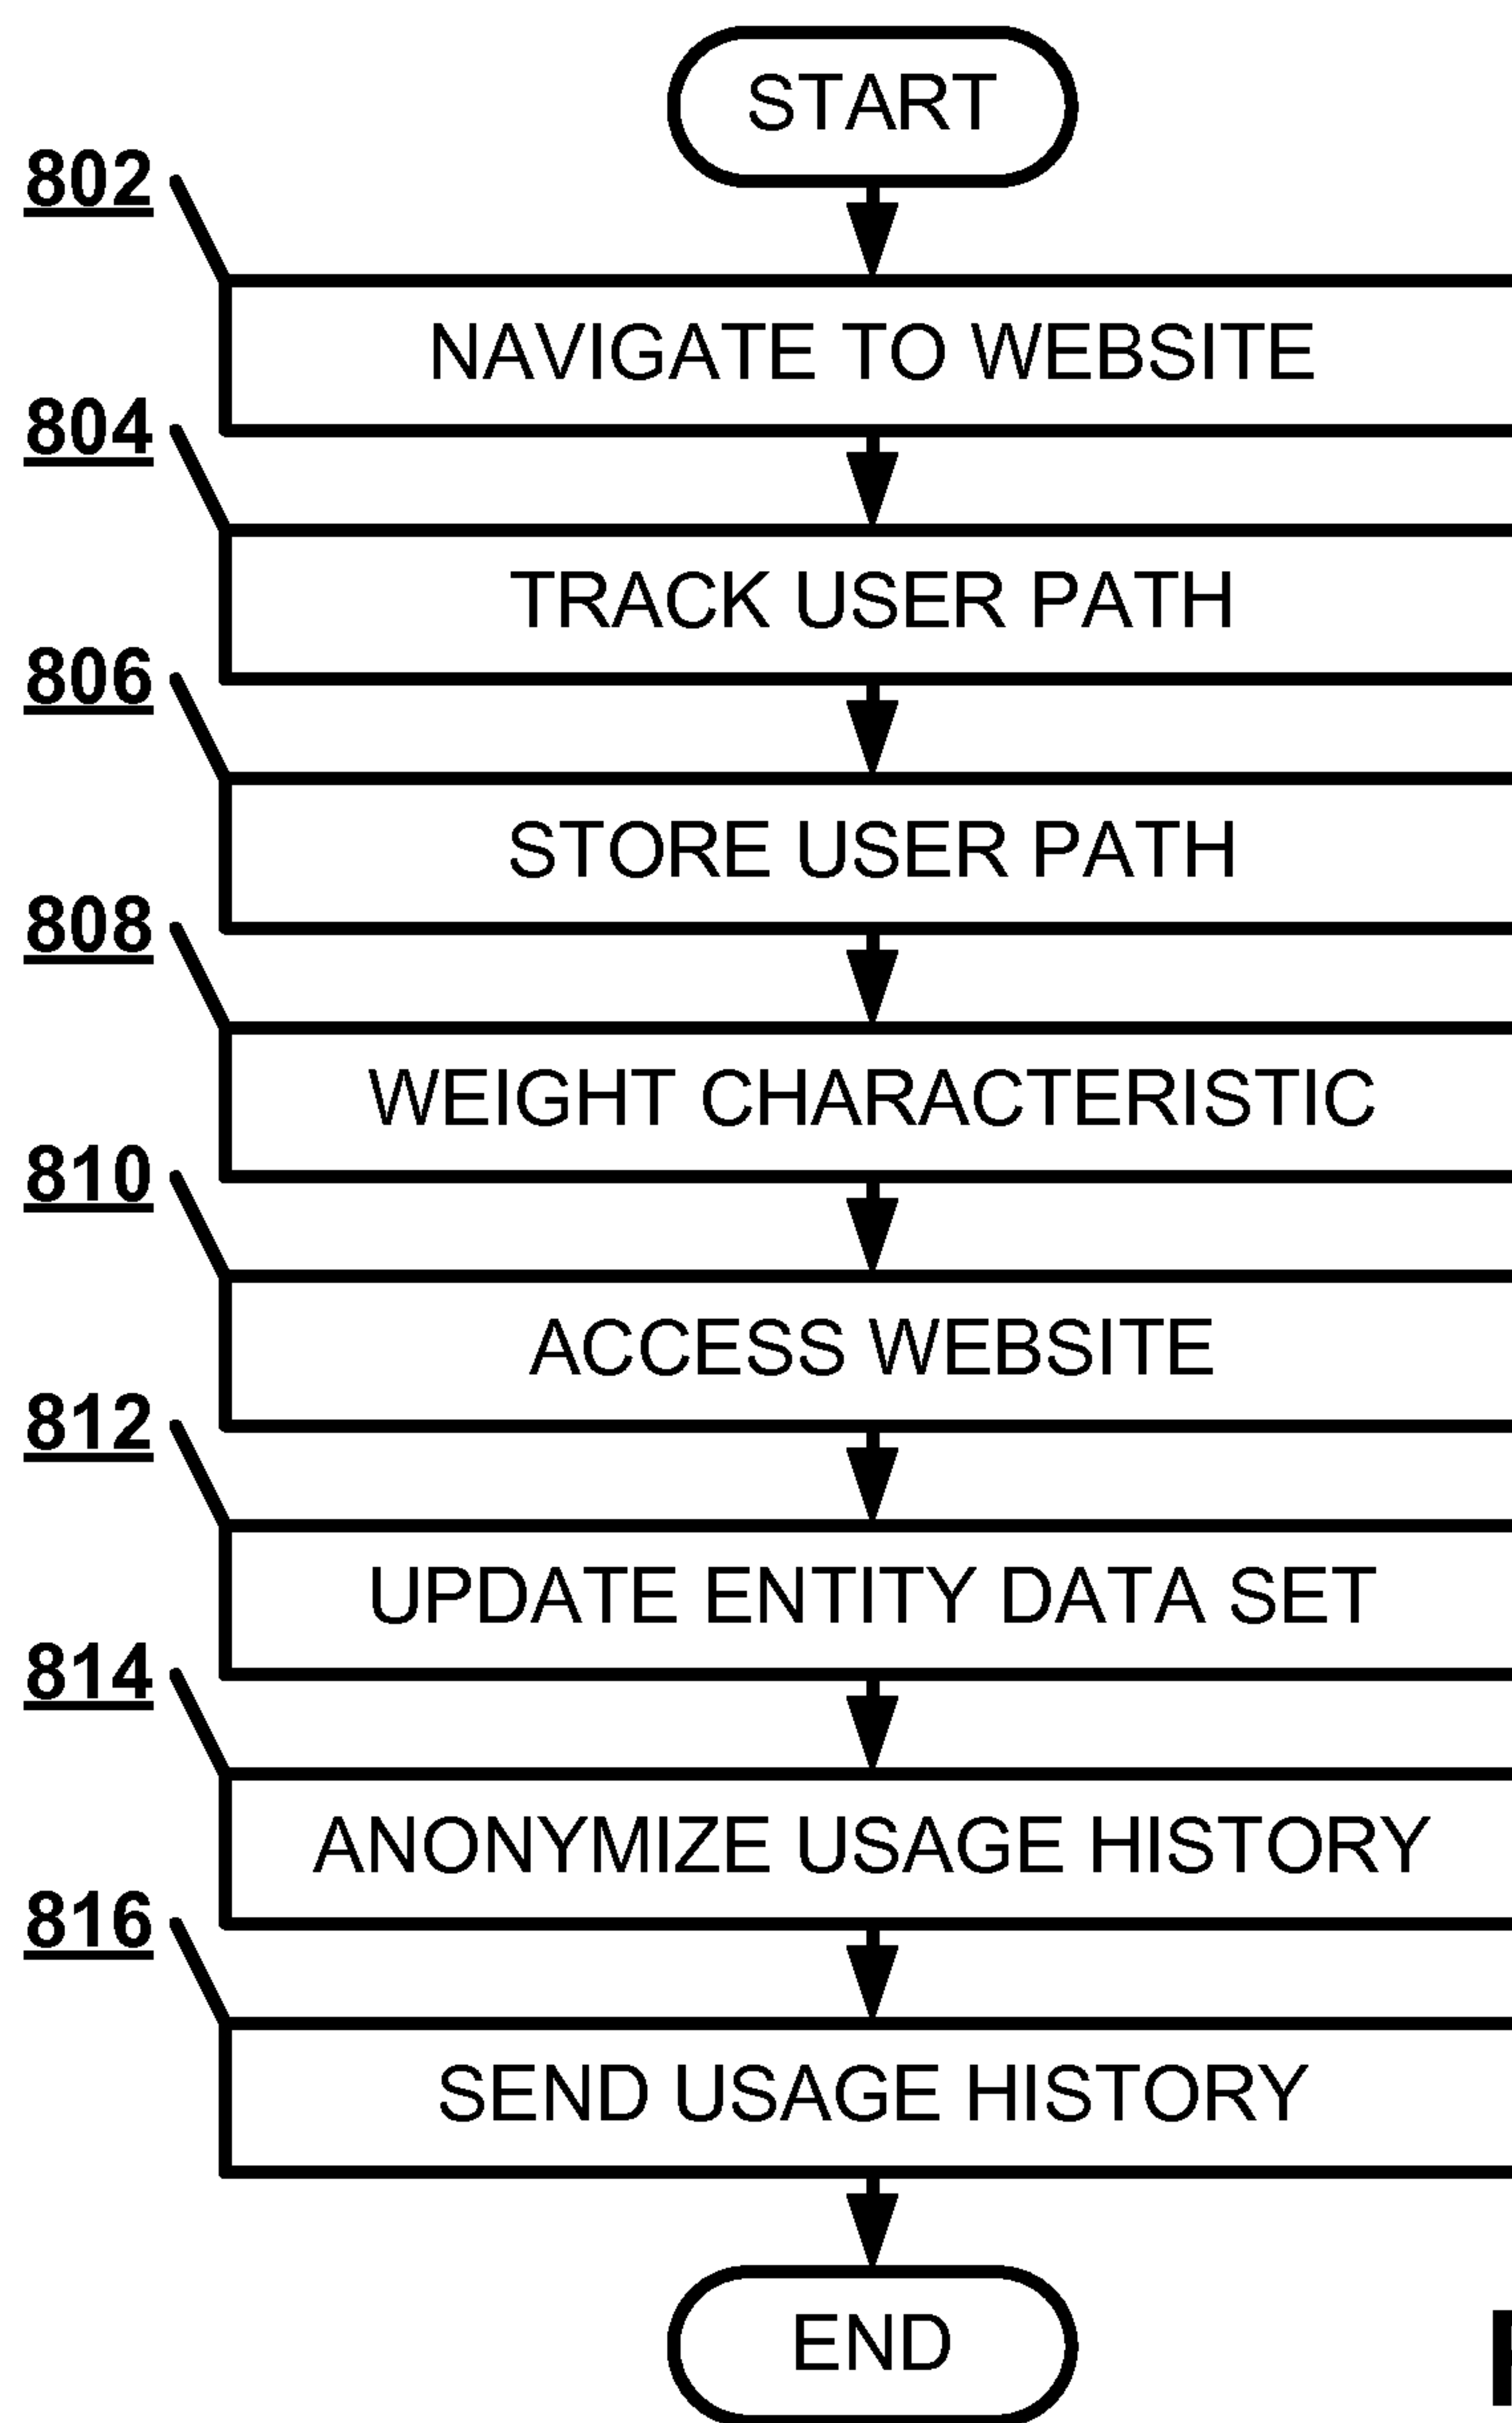 START
802
NAVIGATE TO WEBSITE
804
TRACK USER PATH
806
STORE USER PATH
808
WEIGHT CHARACTERISTIC
810
ACCESS WEBSITE
812
UPDATE ENTITY DATA SET
814
ANONYMIZE USAGE HISTORY
816
SEND USAGE HISTORY
END